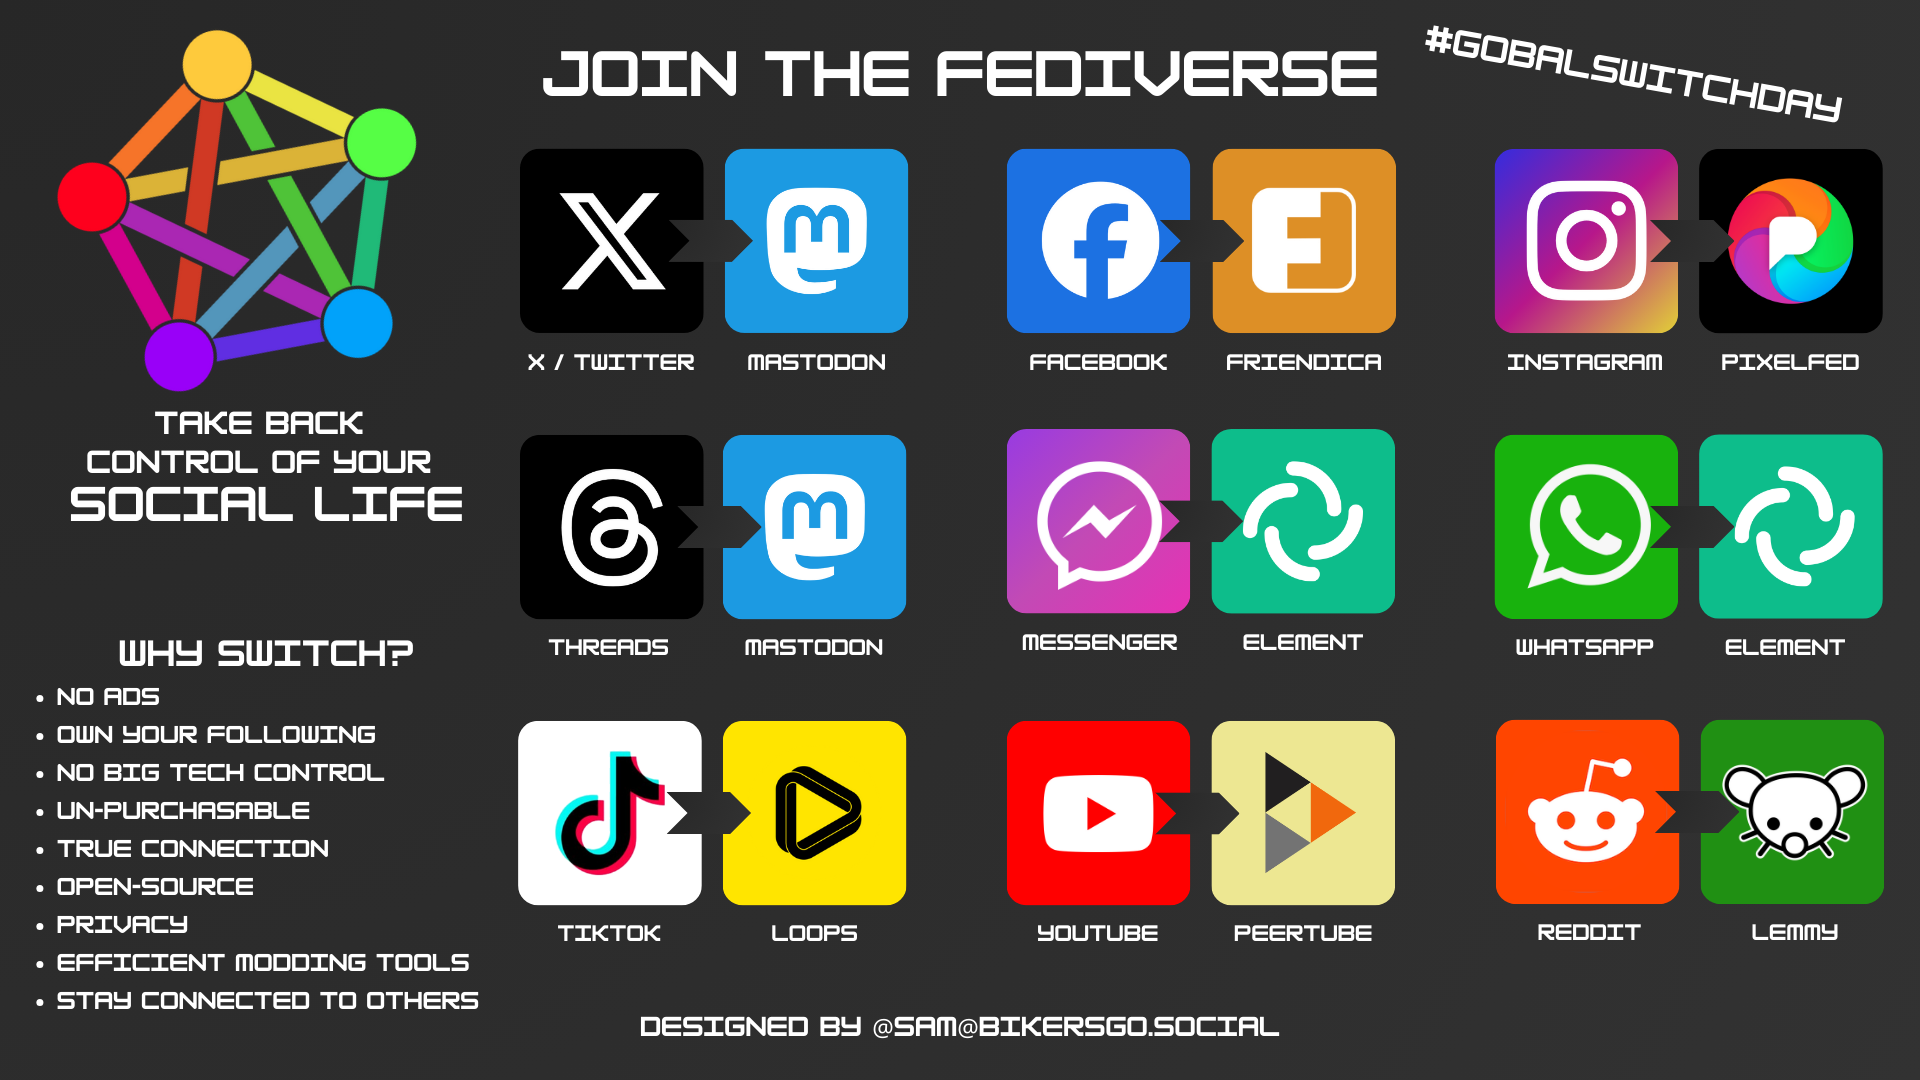 JOIN THE FEDIVERSE
#GOBALSWITCHDAY
TAKE BACK
CONTROL OF YOUR
SOCIAL LIFE
WHY SWITCH?
• NO ADS
• OWN YOUR FOLLOWING
• NO BIG TECH CONTROL
• UN-PURCHASABLE
• TRUE CONNECTION
• OPEN-SOURCE
• PRIVACY
• EFFICIENT MODDING TOOLS
• STAY CONNECTED TO OTHERS
X / TWITTER
MASTODON
FACEBOOK
FRIENDICA
INSTAGRAM
PIXELFED
THREADS
MASTODON
MESSENGER
ELEMENT
WHATSAPP
ELEMENT
TIKTOK
LOOPS
YOUTUBE
PEERTUBE
REDDIT
LEMMY
DESIGNED BY @SAM@BIKERSGO.SOCIAL